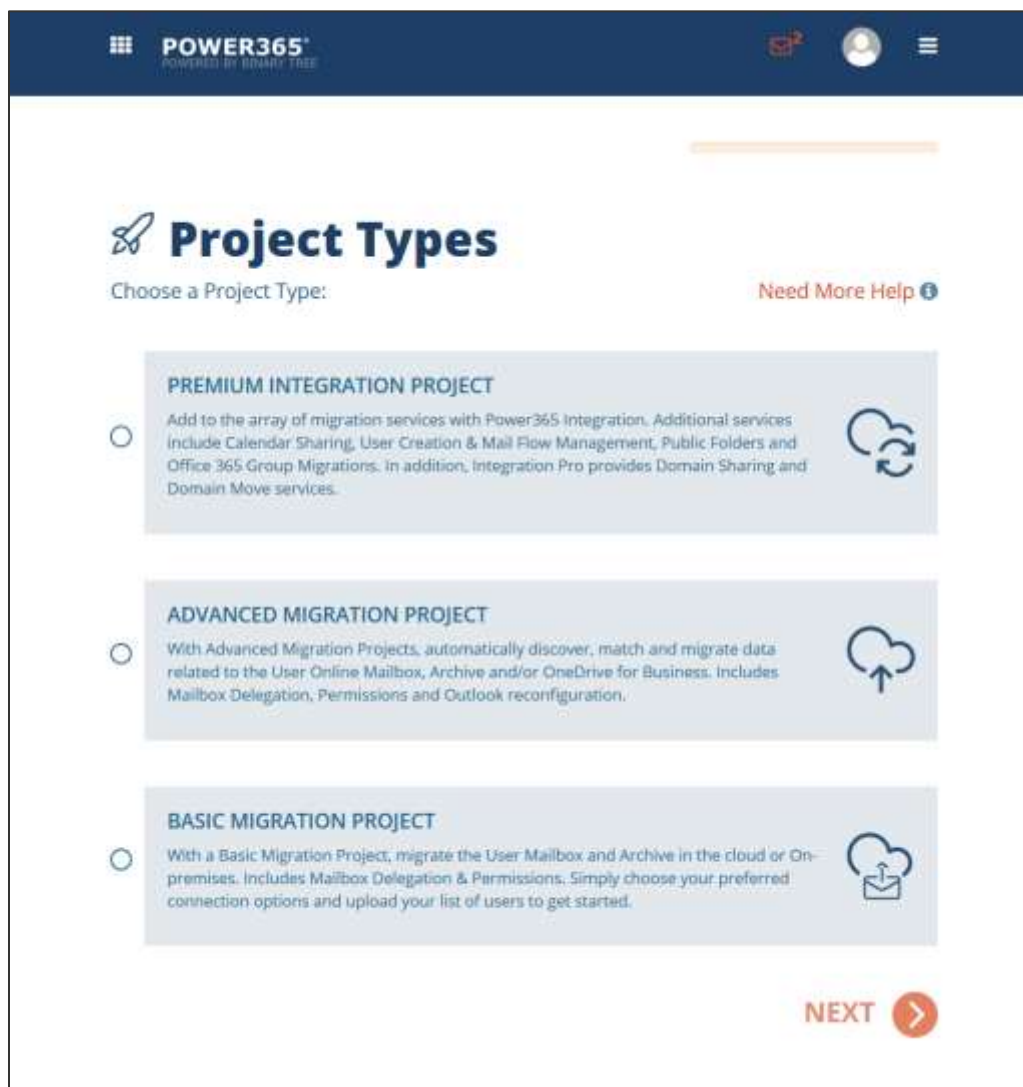 POWER365®
POWERED BY BINARY TREE
2
Project Types
Choose a Project Type:
Need More Help
PREMIUM INTEGRATION PROJECT
Add to the array of migration services with Power365 Integration. Additional services
include Calendar Sharing, User Creation & Mail Flow Management, Public Folders and
Office 365 Group Migrations. In addition, Integration Pro provides Domain Sharing and
Domain Move services.
ADVANCED MIGRATION PROJECT
With Advanced Migration Projects, automatically discover, match and migrate data
related to the User Online Mailbox, Archive and/or OneDrive for Business. Includes
Mailbox Delegation, Permissions and Outlook reconfiguration.
BASIC MIGRATION PROJECT
With a Basic Migration Project, migrate the User Mailbox and Archive in the cloud or On-
premises. Includes Mailbox Delegation & Permissions. Simply choose your preferred
connection options and upload your list of users to get started.
NEXT